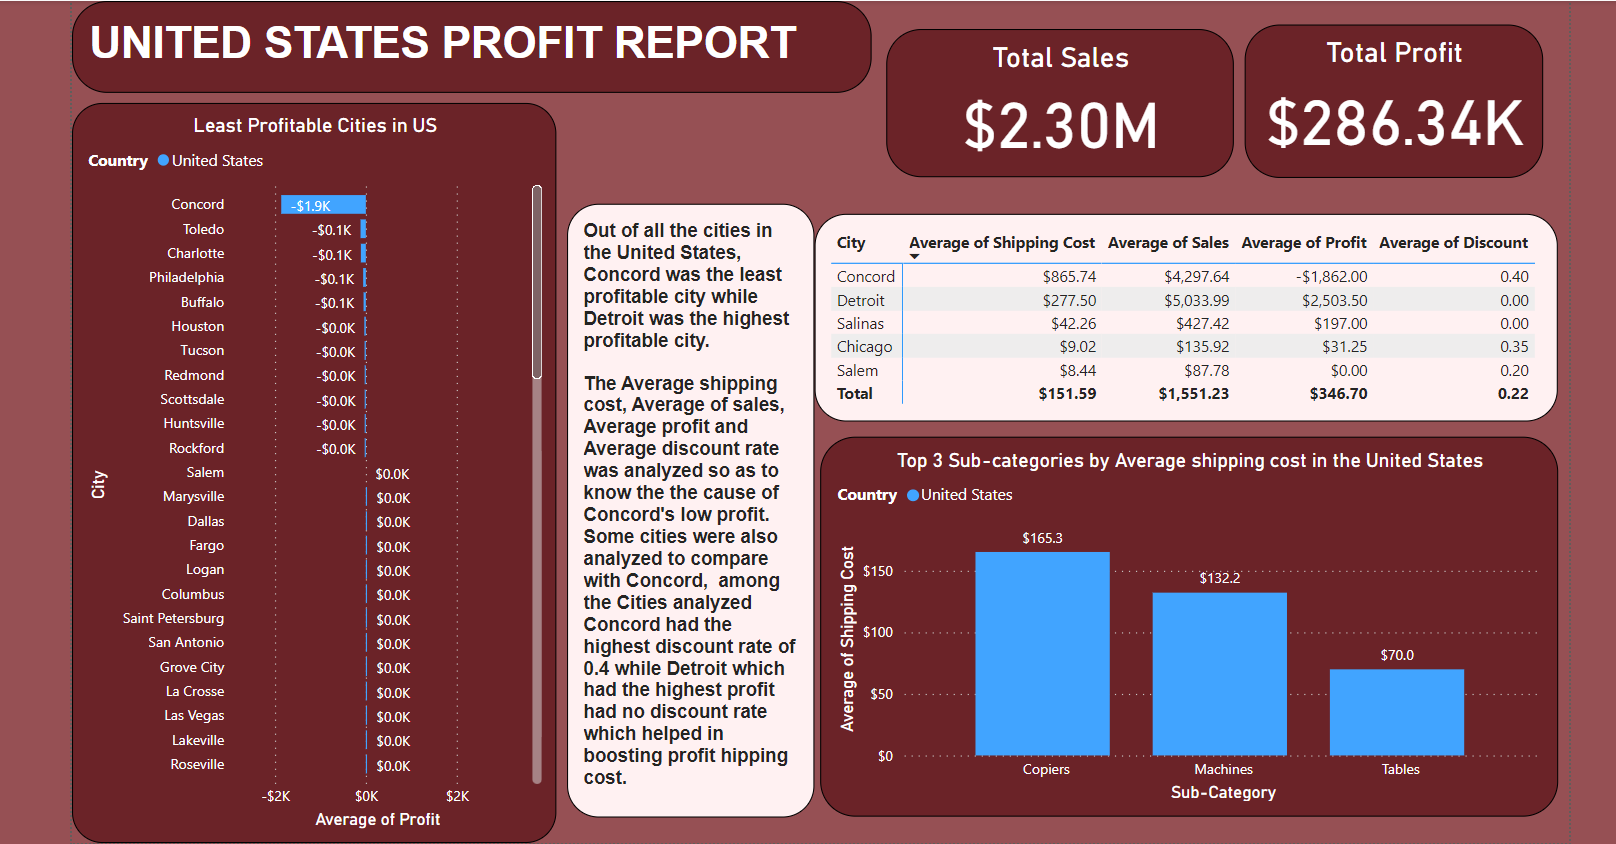 UNITED STATES PROFIT REPORT
Total Sales
$2.30M
Total Profit
$286.34K
Least Profitable Cities in US
Country United States
City
Concord -$1.9K
Toledo -$0.1K
Charlotte -$0.1K
Philadelphia -$0.1K
Buffalo -$0.1K
Houston -$0.0K
Tucson -$0.0K
Redmond -$0.0K
Scottsdale -$0.0K
Huntsville -$0.0K
Rockford -$0.0K
Salem $0.0K
Marysville $0.0K
Dallas $0.0K
Fargo $0.0K
Logan $0.0K
Columbus $0.0K
Saint Petersburg $0.0K
San Antonio $0.0K
Grove City $0.0K
La Crosse $0.0K
Las Vegas $0.0K
Lakeville $0.0K
Roseville $0.0K
-$2K $0K $2K
Average of Profit
Out of all the cities in
the United States,
Concord was the least
profitable city while
Detroit was the highest
profitable city.
The Average shipping
cost, Average of sales,
Average profit and
Average discount rate
was analyzed so as to
know the the cause of
Concord's low profit.
Some cities were also
analyzed to compare
with Concord,  among
the Cities analyzed
Concord had the
highest discount rate of
0.4 while Detroit which
had the highest profit
had no discount rate
which helped in
boosting profit hipping
cost.
City Average of Shipping Cost Average of Sales Average of Profit Average of Discount
Concord $865.74 $4,297.64 -$1,862.00 0.40
Detroit $277.50 $5,033.99 $2,503.50 0.00
Salinas $42.26 $427.42 $197.00 0.00
Chicago $9.02 $135.92 $31.25 0.35
Salem $8.44 $87.78 $0.00 0.20
Total $151.59 $1,551.23 $346.70 0.22
Top 3 Sub-categories by Average shipping cost in the United States
Country United States
Average of Shipping Cost
$150
$100
$50
$0
$165.3
$132.2
$70.0
Copiers Machines Tables
Sub-Category